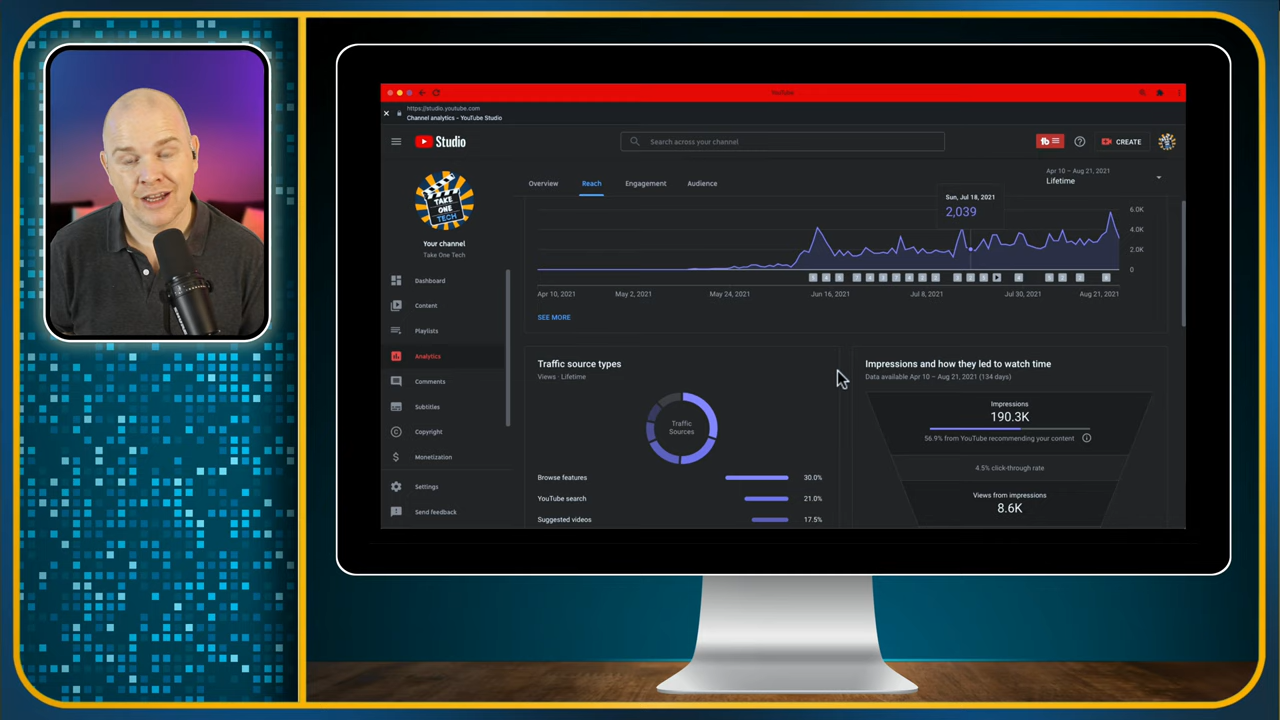 YouTube
https://studio.youtube.com
Channel analytics - YouTube Studio
Studio
Search across your channel
tb
CREATE
TAKE ONE
TECH
Your channel
Take One Tech
Dashboard
Content
Playlists
Analytics
Comments
Subtitles
Copyright
Monetization
Settings
Send feedback
Overview
Reach
Engagement
Audience
Apr 10 – Aug 21, 2021
Lifetime
Sun, Jul 18, 2021
2,039
6.0K
4.0K
2.0K
0
Apr 10, 2021
May 2, 2021
May 24, 2021
Jun 16, 2021
Jul 8, 2021
Jul 30, 2021
Aug 21, 2021
SEE MORE
Traffic source types
Views · Lifetime
Traffic
Sources
Browse features
30.0%
YouTube search
21.0%
Suggested videos
17.5%
Impressions and how they led to watch time
Data available Apr 10 – Aug 21, 2021 (134 days)
Impressions
190.3K
56.9% from YouTube recommending your content
4.5% click-through rate
Views from impressions
8.6K